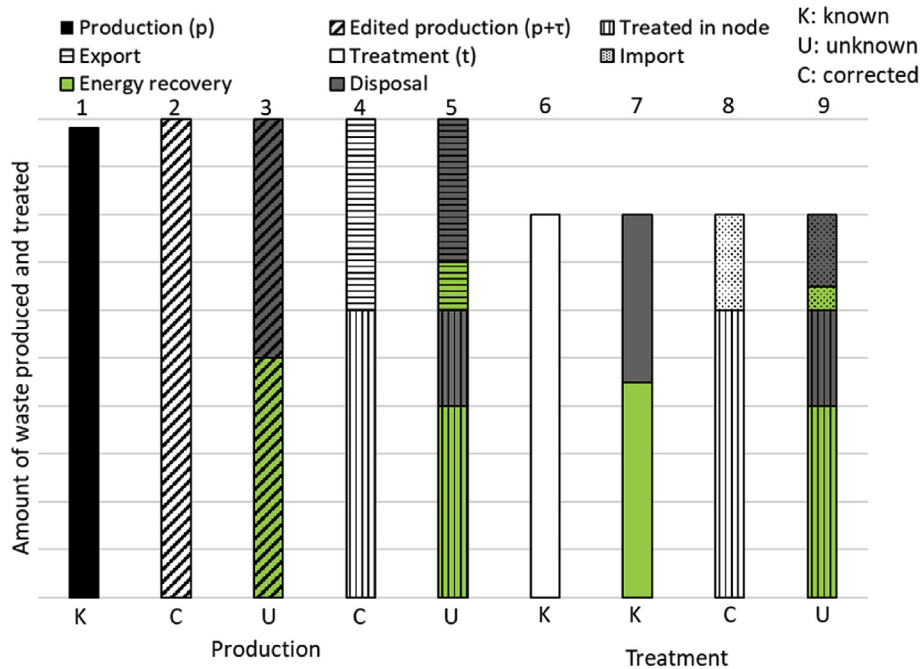 Production (p) Edited production (p+τ) Treated in node
Export Treatment (t) Import
Energy recovery Disposal
K: known
U: unknown
C: corrected
1 2 3 4 5 6 7 8 9
Amount of waste produced and treated
K C U C U K K C U
Production Treatment